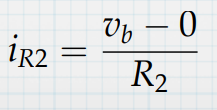 i_{R2} = \frac{v_b - 0}{R_2}